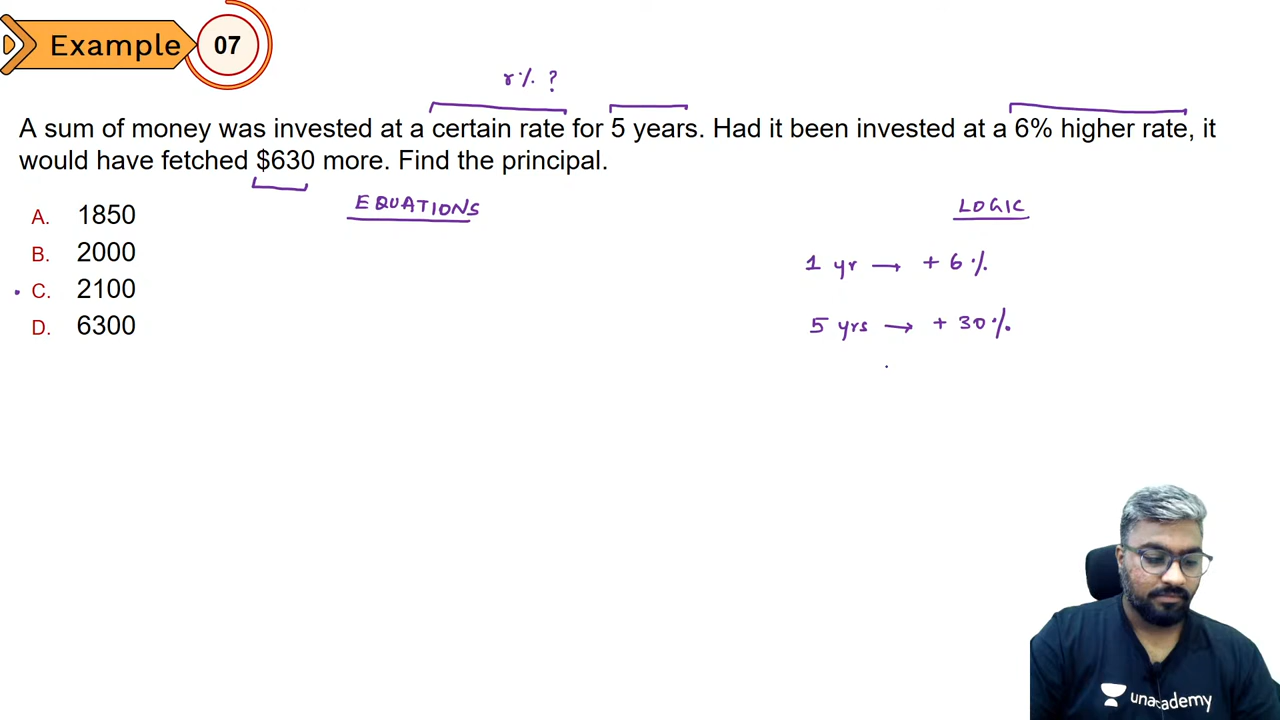 Example 07
r% ?
A sum of money was invested at a certain rate for 5 years. Had it been invested at a 6% higher rate, it
would have fetched $630 more. Find the principal.
EQUATIONS
LOGIC
A. 1850
B. 2000
C. 2100
D. 6300
1 yr → + 6%
5 yrs → + 30%
unacademy